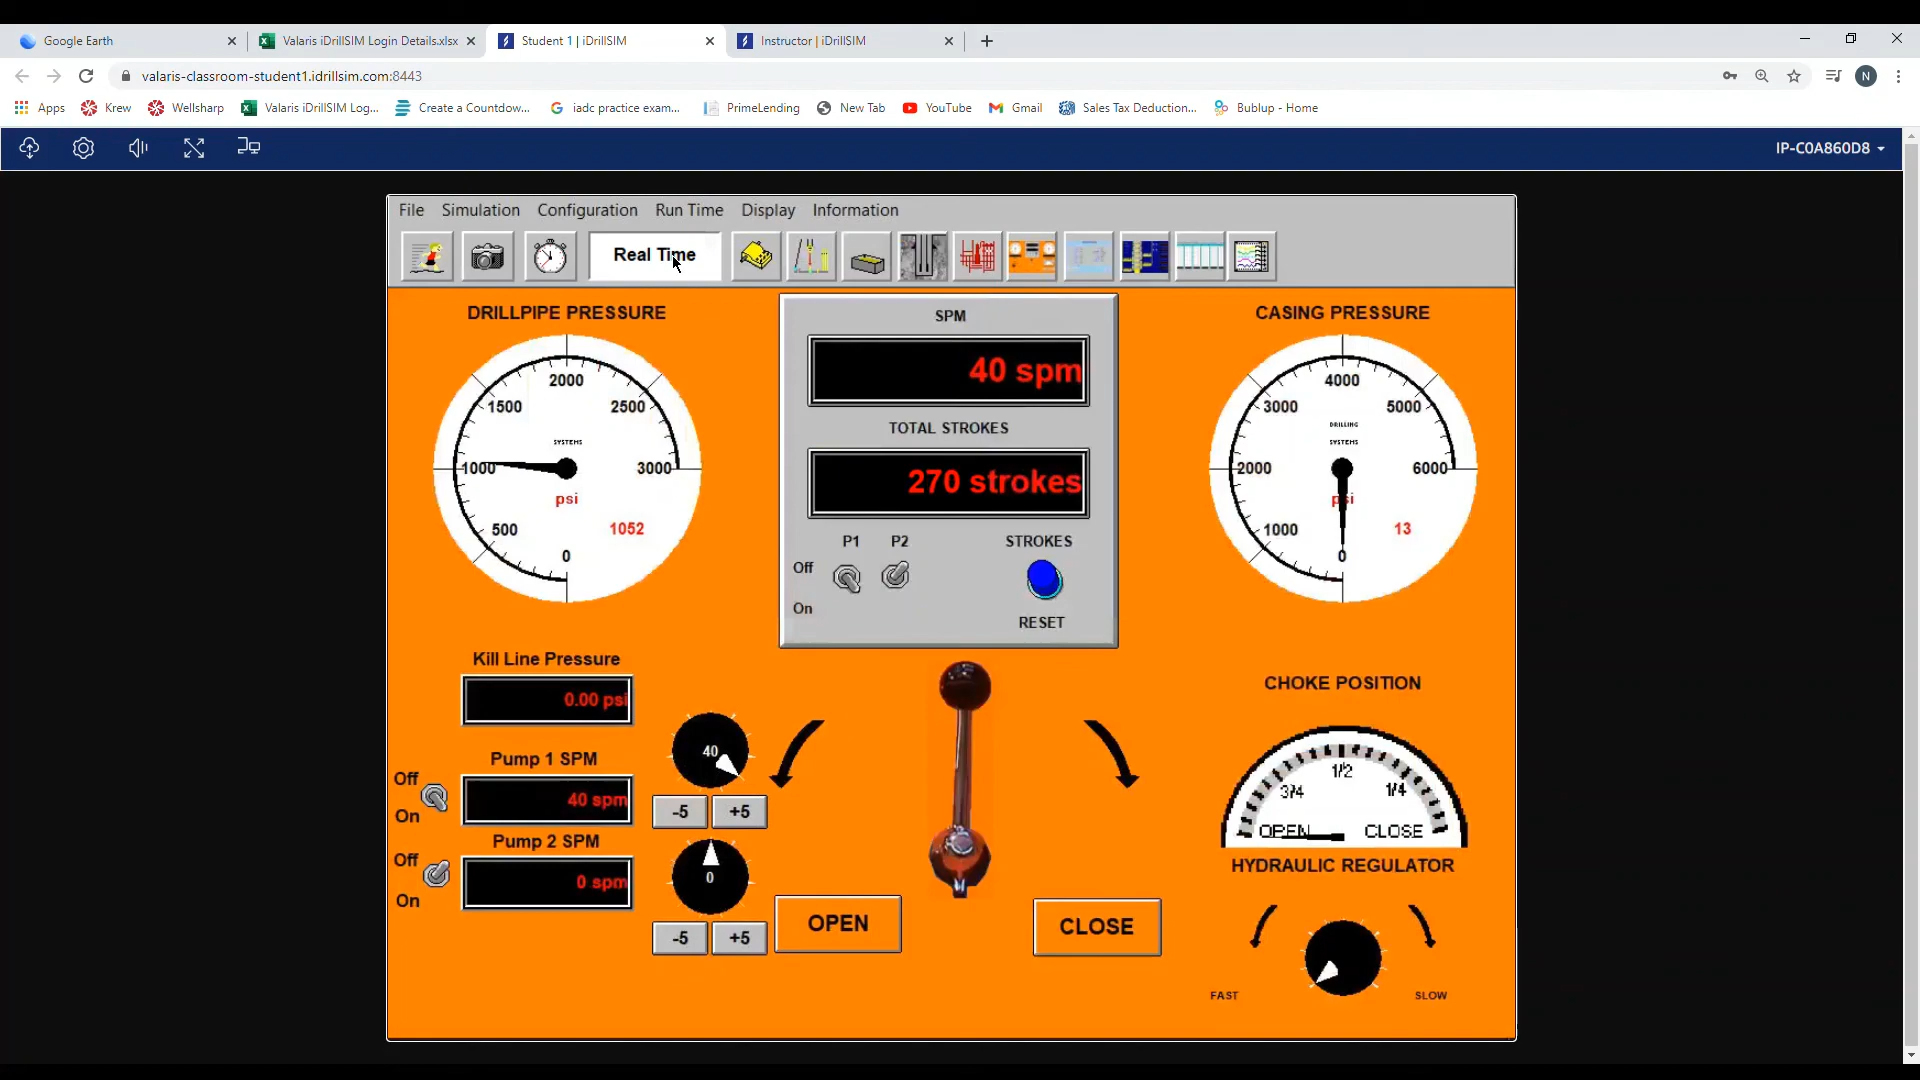 Google Earth
Valaris iDrillSIM Login Details.xlsx
Student 1 | iDrillSIM
Instructor | iDrillSIM
valaris-classroom-student1.idrillsim.com:8443
N
Apps
Krew
Wellsharp
Valaris iDrillSIM Log...
Create a Countdow...
iadc practice exam...
PrimeLending
New Tab
YouTube
Gmail
Sales Tax Deduction...
Bublup - Home
IP-C0A860D8
File Simulation Configuration Run Time Display Information
Real Time
DRILLPIPE PRESSURE
2000
1500 2500
SYSTEMS
1000 3000
psi
500 1052
0
SPM
40 spm
TOTAL STROKES
270 strokes
P1 P2 STROKES
Off
On
RESET
CASING PRESSURE
4000
3000 5000
DRILLING
SYSTEMS
2000 6000
psi
1000 13
0
Kill Line Pressure
0.00 psi
Pump 1 SPM
Off
40 spm
On
40
-5 +5
Pump 2 SPM
Off
0 spm
On
0
-5 +5
OPEN
CLOSE
CHOKE POSITION
1/2
3/4 1/4
OPEN CLOSE
HYDRAULIC REGULATOR
FAST SLOW